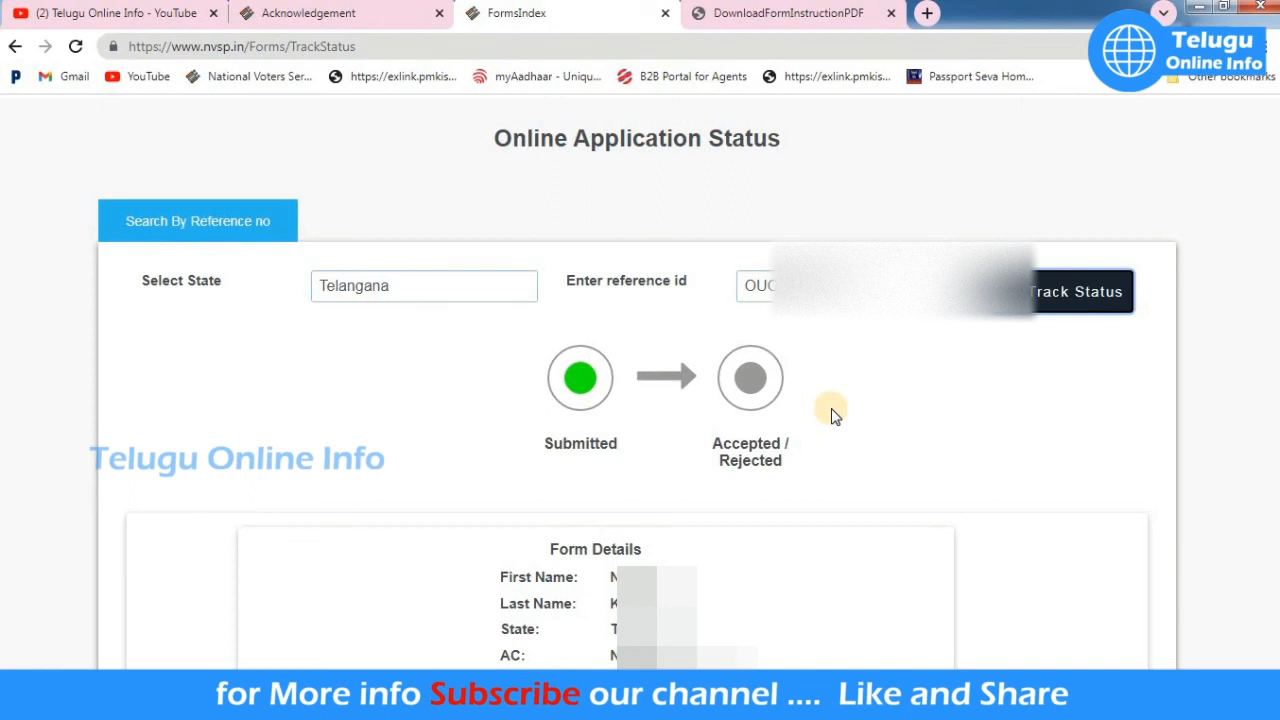 (2) Telugu Online Info - YouTube
Acknowledgement
FormsIndex
DownloadFormInstructionPDF
https://www.nvsp.in/Forms/TrackStatus
Telugu
Online Info
Gmail
YouTube
National Voters Ser...
https://exlink.pmkis...
myAadhaar - Uniqu...
B2B Portal for Agents
https://exlink.pmkis...
Passport Seva Hom...
Other bookmarks
Online Application Status
Search By Reference no
Select State
Telangana
Enter reference id
OUC
Track Status
Submitted
Accepted /
Rejected
Telugu Online Info
Form Details
First Name: N
Last Name: K
State: T
AC: N
for More info Subscribe our channel .... Like and Share